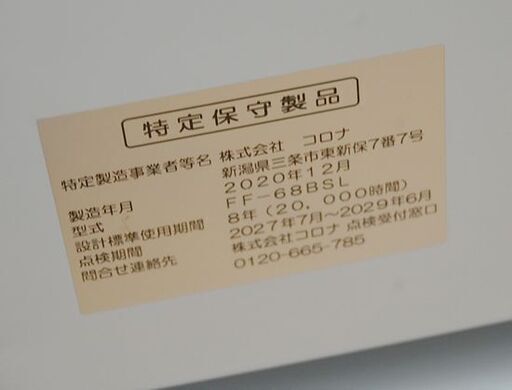 特定保守製品
特定製造事業者等名 株式会社 コロナ
新潟県三条市東新保7番7号
製造年月 2020年12月
型式 FF-68BSL
設計標準使用期間 8年(20,000時間)
点検期間 2027年7月～2029年6月
問合せ連絡先 株式会社コロナ 点検受付窓口
0120-665-785